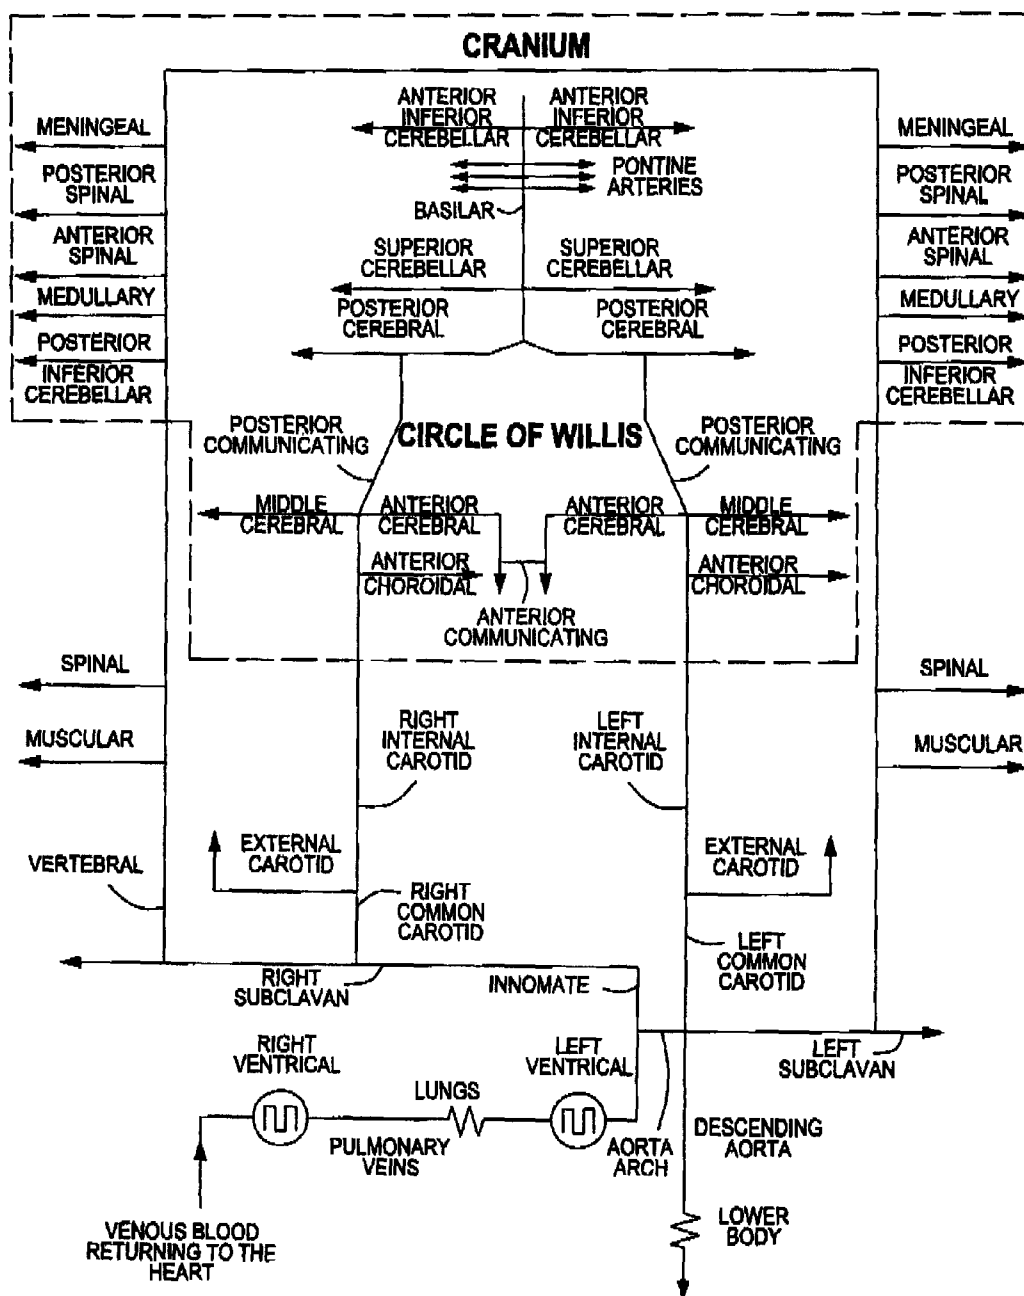 CRANIUM
ANTERIOR
INFERIOR
CEREBELLAR
ANTERIOR
INFERIOR
CEREBELLAR
MENINGEAL
MENINGEAL
PONTINE
ARTERIES
POSTERIOR
SPINAL
POSTERIOR
SPINAL
BASILAR
ANTERIOR
SPINAL
SUPERIOR
CEREBELLAR
SUPERIOR
CEREBELLAR
ANTERIOR
SPINAL
MEDULLARY
MEDULLARY
POSTERIOR
CEREBRAL
POSTERIOR
CEREBRAL
POSTERIOR
INFERIOR
CEREBELLAR
POSTERIOR
INFERIOR
CEREBELLAR
POSTERIOR
COMMUNICATING
CIRCLE OF WILLIS
POSTERIOR
COMMUNICATING
MIDDLE
CEREBRAL
ANTERIOR
CEREBRAL
ANTERIOR
CEREBRAL
MIDDLE
CEREBRAL
ANTERIOR
CHOROIDAL
ANTERIOR
CHOROIDAL
ANTERIOR
COMMUNICATING
SPINAL
SPINAL
RIGHT
INTERNAL
CAROTID
LEFT
INTERNAL
CAROTID
MUSCULAR
MUSCULAR
EXTERNAL
CAROTID
EXTERNAL
CAROTID
VERTEBRAL
RIGHT
COMMON
CAROTID
LEFT
COMMON
CAROTID
RIGHT
SUBCLAVAN
INNOMATE
RIGHT
VENTRICAL
LEFT
VENTRICAL
LEFT
SUBCLAVAN
LUNGS
PULMONARY
VEINS
AORTA
ARCH
DESCENDING
AORTA
VENOUS BLOOD
RETURNING TO THE
HEART
LOWER
BODY